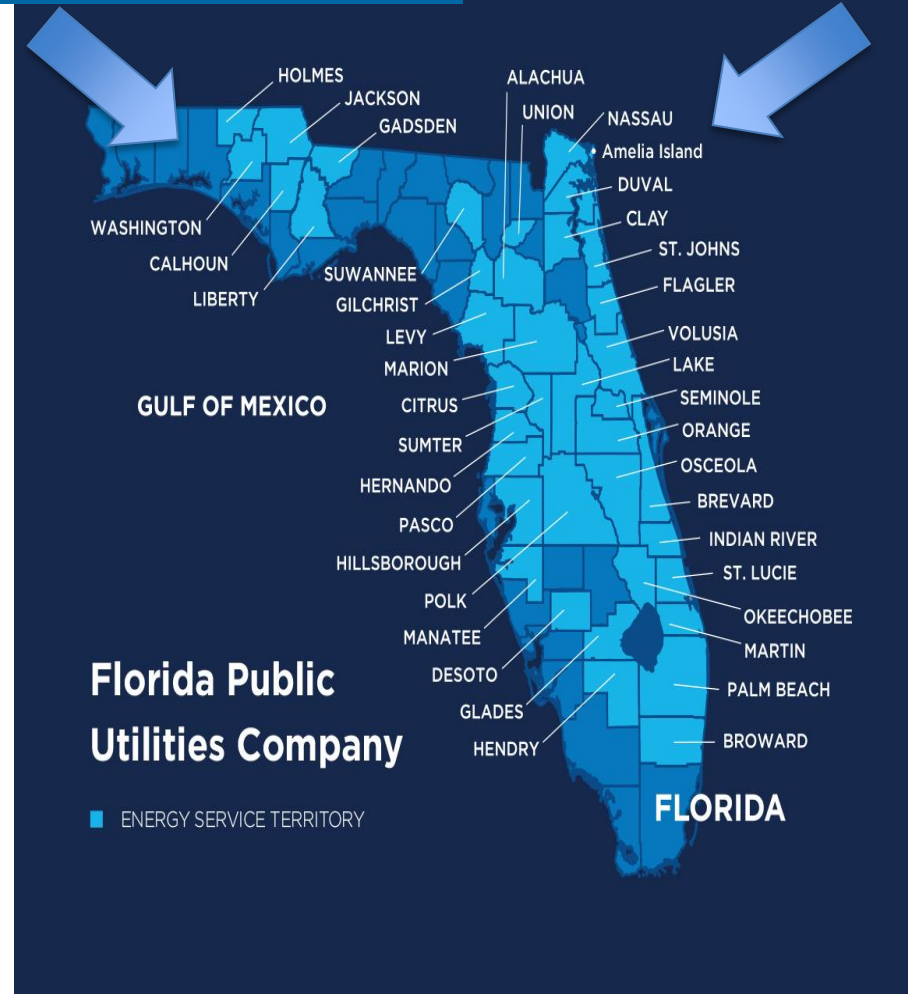 HOLMES
JACKSON
GADSDEN
ALACHUA
UNION
NASSAU
Amelia Island
DUVAL
CLAY
ST. JOHNS
FLAGLER
VOLUSIA
LAKE
SEMINOLE
ORANGE
OSCEOLA
BREVARD
INDIAN RIVER
ST. LUCIE
OKEECHOBEE
MARTIN
PALM BEACH
BROWARD
WASHINGTON
CALHOUN
LIBERTY
SUWANNEE
GILCHRIST
LEVY
MARION
CITRUS
SUMTER
HERNANDO
PASCO
HILLSBOROUGH
POLK
MANATEE
DESOTO
GLADES
HENDRY
GULF OF MEXICO
Florida Public
Utilities Company
ENERGY SERVICE TERRITORY
FLORIDA